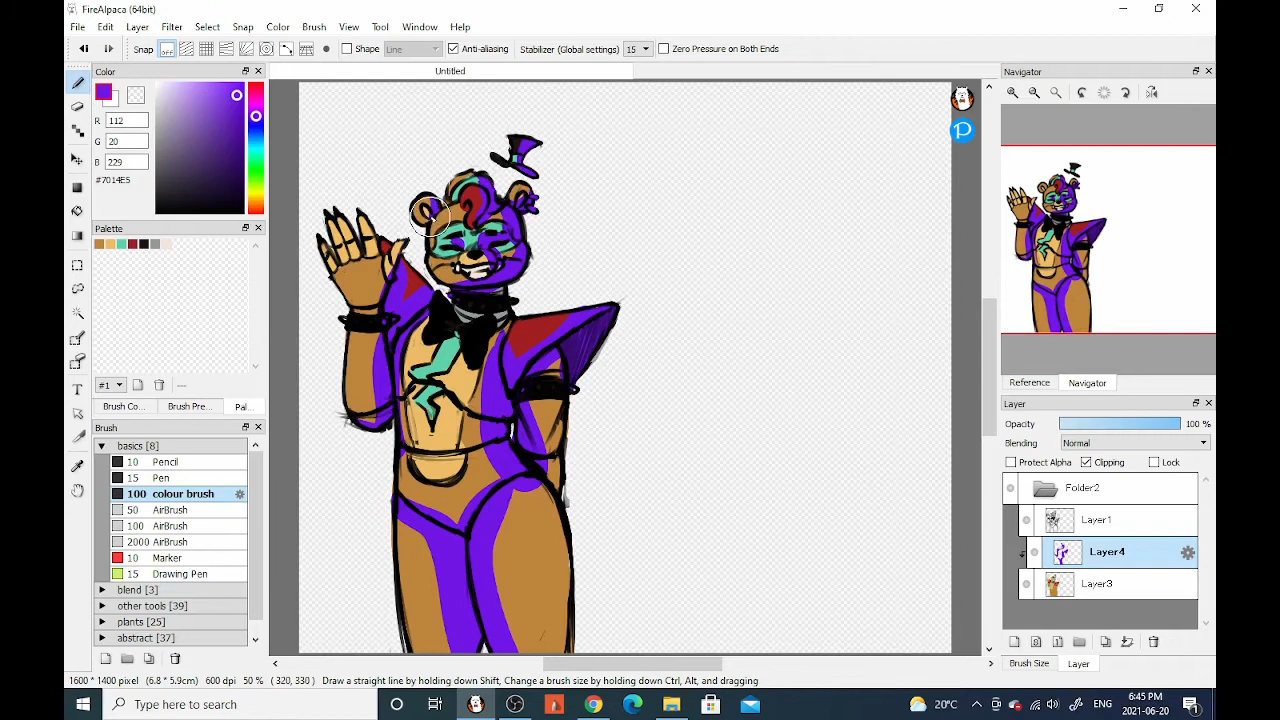 FireAlpaca (64bit)
File Edit Layer Filter Select Snap Color Brush View Tool Window Help
Snap OFF Shape Line Anti-aliasing Stabilizer (Global settings) 15 Zero Pressure on Both Ends
Color
Untitled
Navigator
R 112
G 20
B 229
#7014E5
Palette
#1 ---
Brush Co... Brush Pre... Pal...
Reference Navigator
Layer
Opacity 100 %
Blending Normal
Protect Alpha Clipping Lock
Folder2
Layer1
Layer4
Layer3
Brush
basics [8]
10 Pencil
15 Pen
100 colour brush
50 AirBrush
100 AirBrush
2000 AirBrush
10 Marker
15 Drawing Pen
blend [3]
other tools [39]
plants [25]
abstract [37]
Brush Size Layer
1600 * 1400 pixel (6.8 * 5.9cm) 600 dpi 50 % ( 320, 330 ) Draw a straight line by holding down Shift, Change a brush size by holding down Ctrl, Alt, and dragging
Type here to search
20°C
6:45 PM
2021-06-20